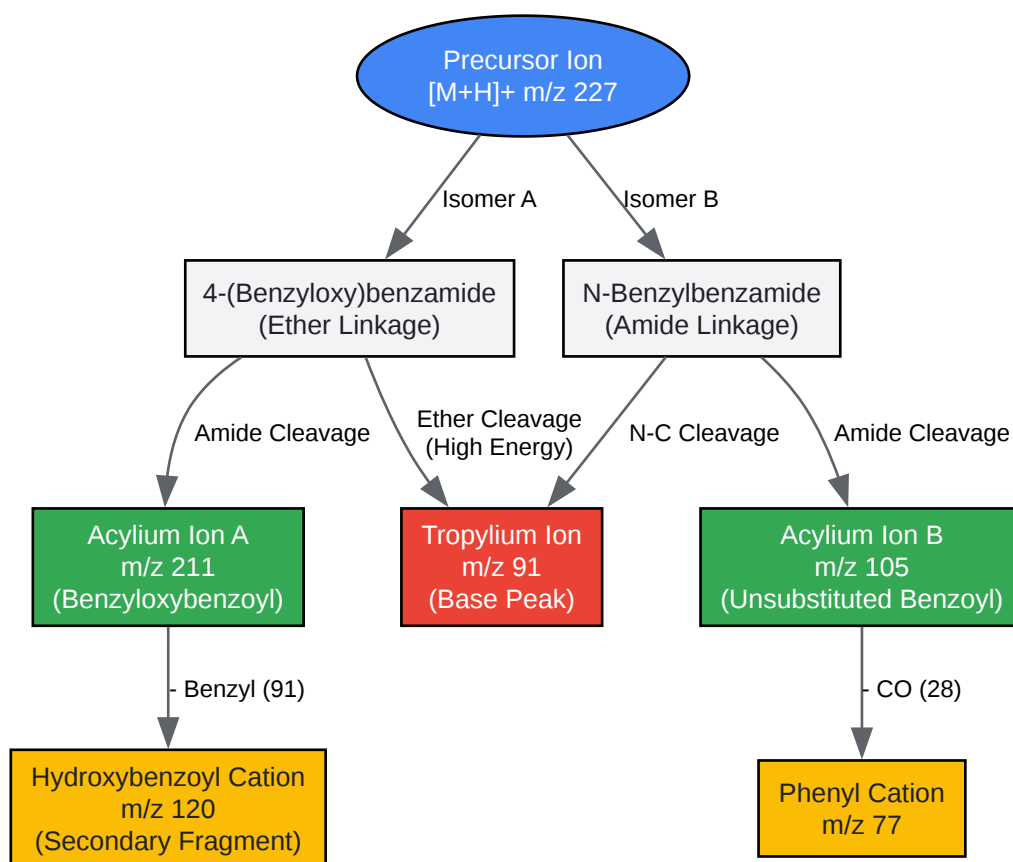 Precursor Ion
[M+H]+ m/z 227
Isomer A
Isomer B
4-(Benzyloxy)benzamide
(Ether Linkage)
N-Benzylbenzamide
(Amide Linkage)
Amide Cleavage
Ether Cleavage
(High Energy)
N-C Cleavage
Amide Cleavage
Acylium Ion A
m/z 211
(Benzyloxybenzoyl)
Tropylium Ion
m/z 91
(Base Peak)
Acylium Ion B
m/z 105
(Unsubstituted Benzoyl)
- Benzyl (91)
- CO (28)
Hydroxybenzoyl Cation
m/z 120
(Secondary Fragment)
Phenyl Cation
m/z 77